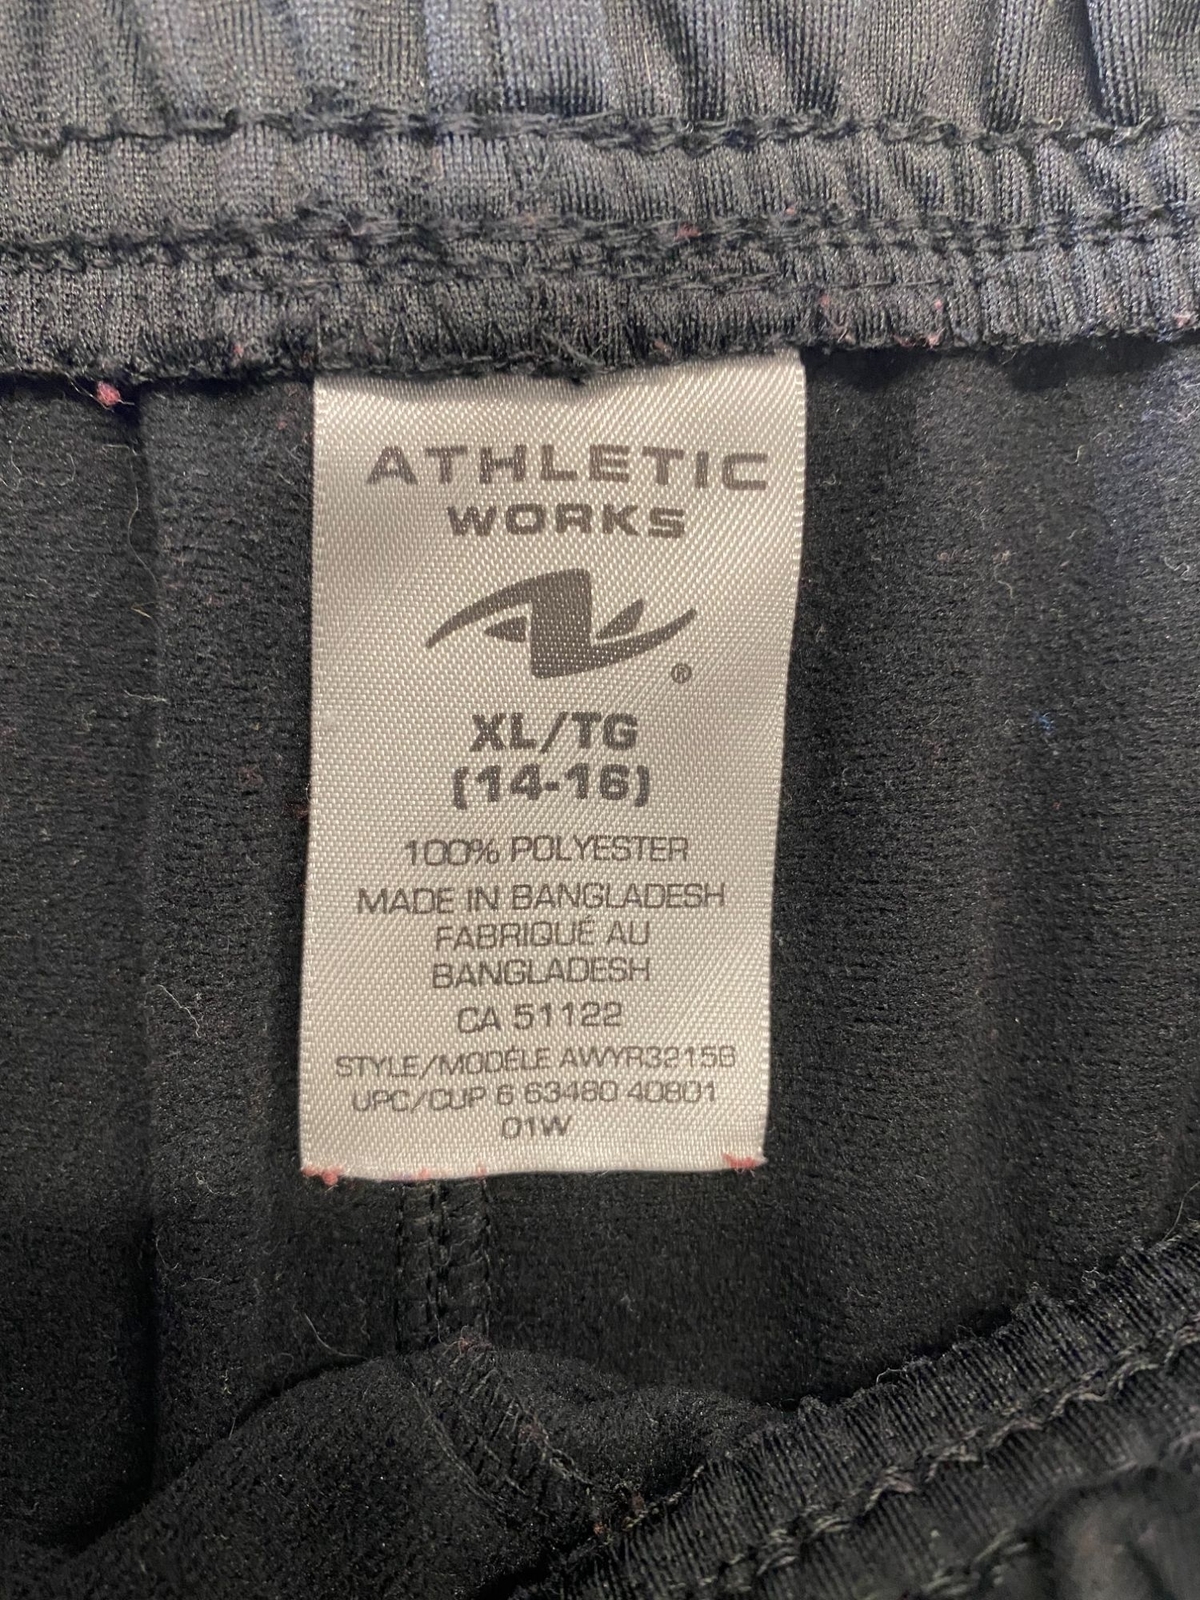 ATHLETIC
WORKS
®
XL/TG
(14-16)
100% POLYESTER
MADE IN BANGLADESH
FABRIQUÉ AU
BANGLADESH
CA 51122
STYLE/MODÈLE AWYR3215B
UPC/CUP 6 63480 40801
01W